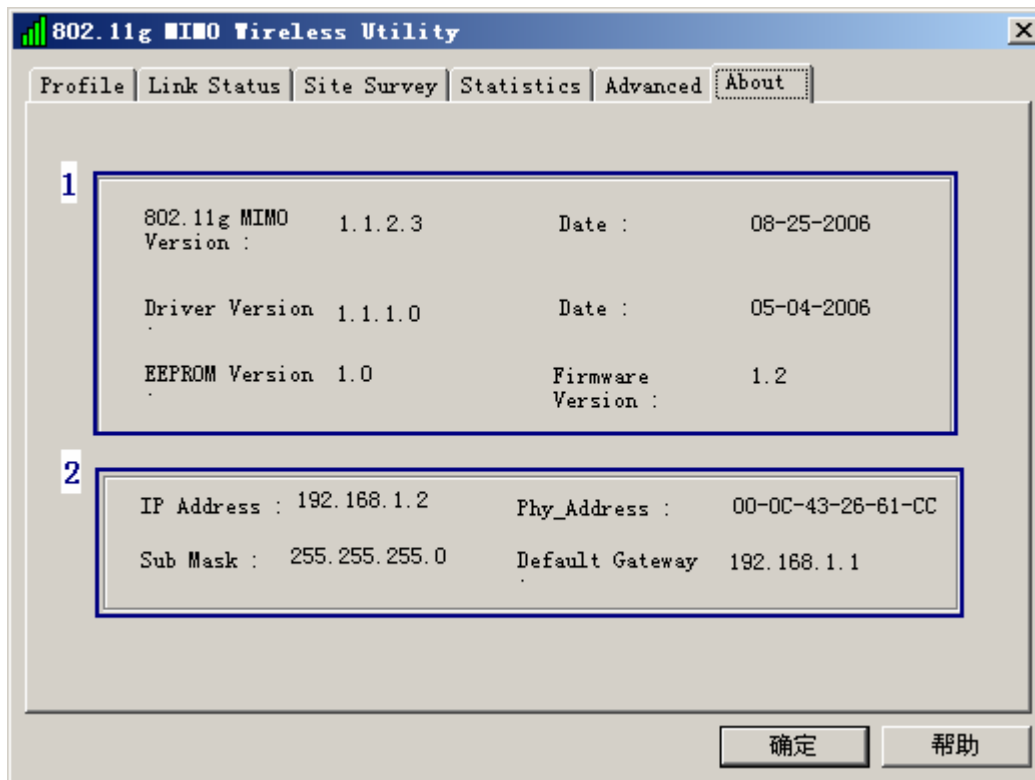 802.11g MIMO Wireless Utility
Profile Link Status Site Survey Statistics Advanced About
1
802.11g MIMO Version : 1.1.2.3 Date : 08-25-2006
Driver Version : 1.1.1.0 Date : 05-04-2006
EEPROM Version : 1.0 Firmware Version : 1.2
2
IP Address : 192.168.1.2 Phy_Address : 00-0C-43-26-61-CC
Sub Mask : 255.255.255.0 Default Gateway : 192.168.1.1
确定 帮助